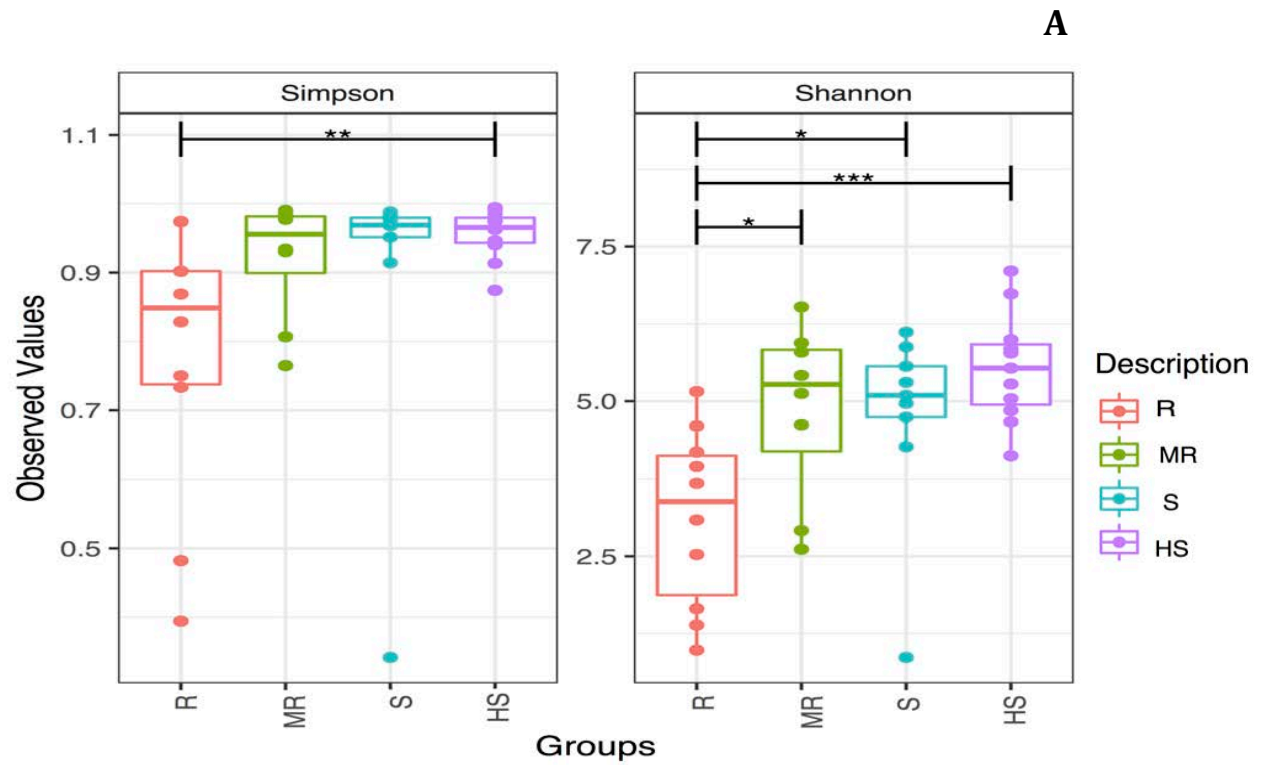 A
Simpson
Shannon
**
*
***
*
1.1
0.9
0.7
0.5
7.5
5.0
2.5
Observed Values
R
MR
S
HS
R
MR
S
HS
Groups
Description
R
MR
S
HS